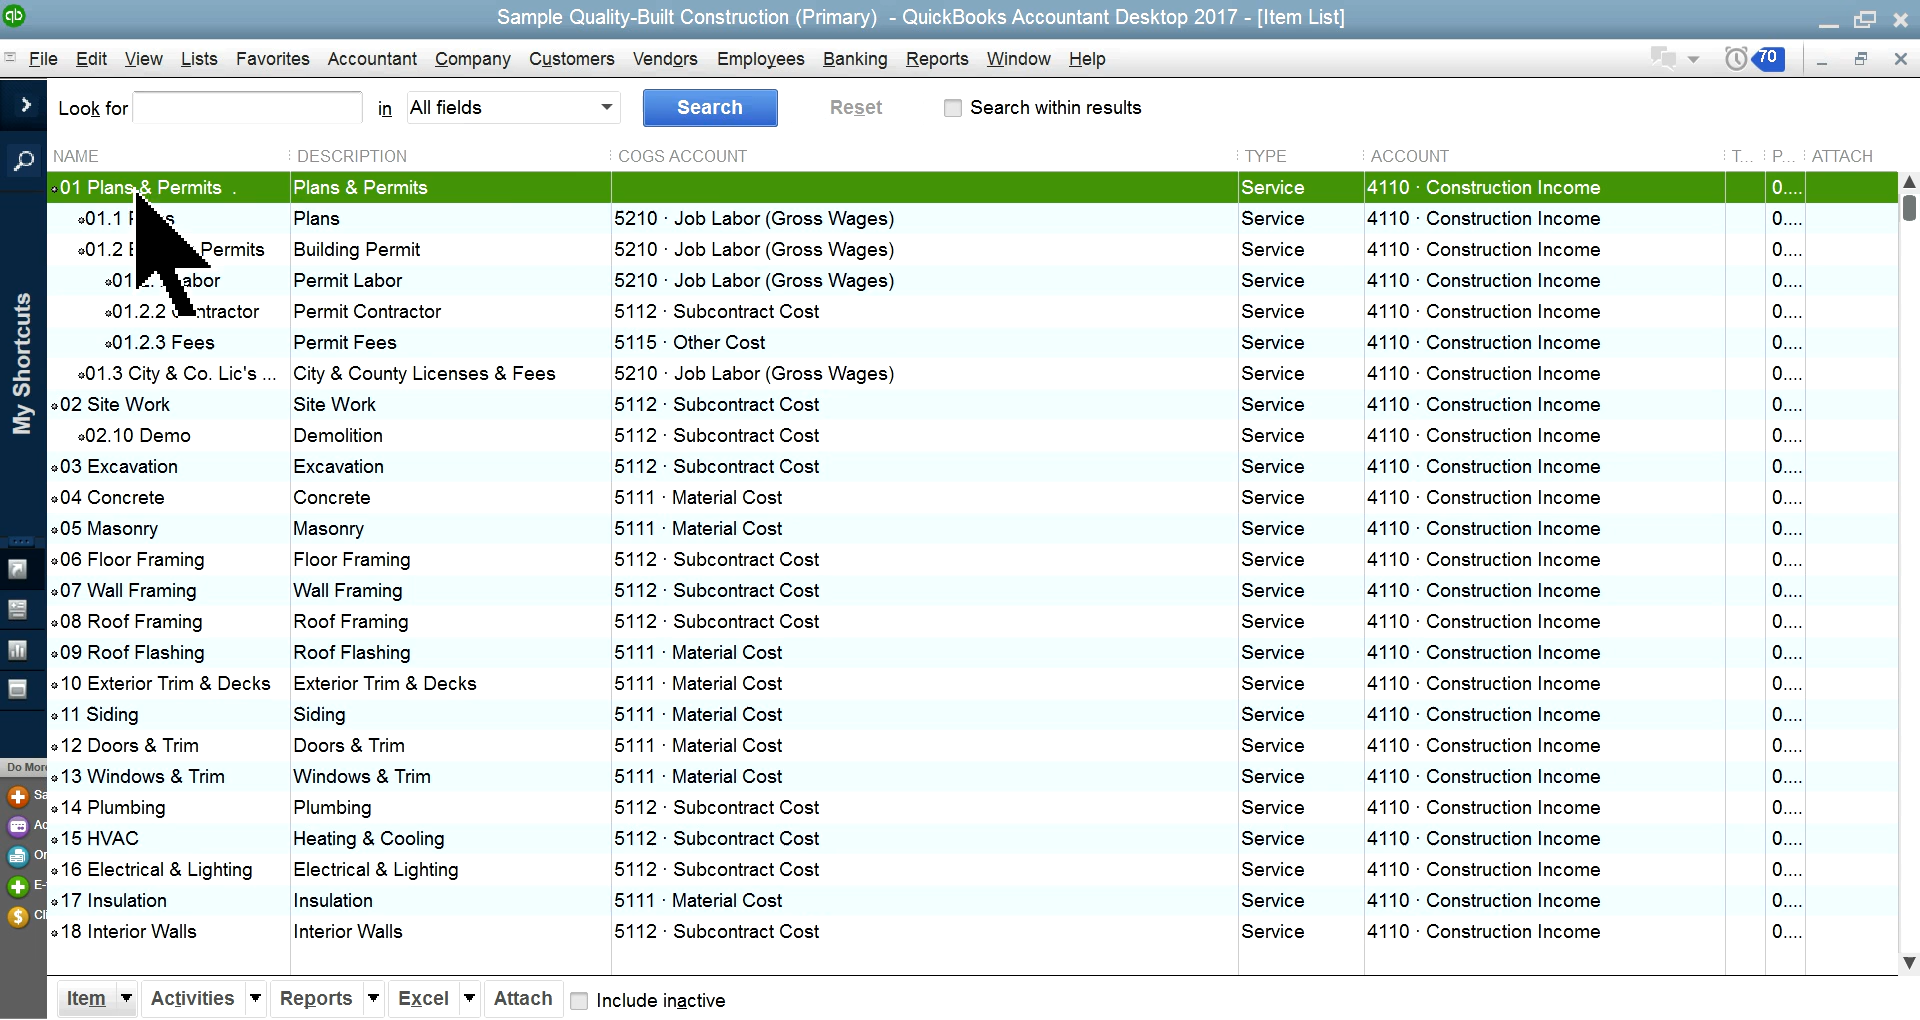 qb Sample Quality-Built Construction (Primary) - QuickBooks Accountant Desktop 2017 - [Item List]
File Edit View Lists Favorites Accountant Company Customers Vendors Employees Banking Reports Window Help 70
Look for in All fields Search Reset Search within results
NAME DESCRIPTION COGS ACCOUNT TYPE ACCOUNT T... P... ATTACH
01 Plans & Permits . Plans & Permits Service 4110 · Construction Income 0....
01.1 Plans 5210 · Job Labor (Gross Wages) Service 4110 · Construction Income 0....
01.2 Permits Building Permit 5210 · Job Labor (Gross Wages) Service 4110 · Construction Income 0....
Permit Labor 5210 · Job Labor (Gross Wages) Service 4110 · Construction Income 0....
01.2.2 Permit Contractor 5112 · Subcontract Cost Service 4110 · Construction Income 0....
01.2.3 Fees Permit Fees 5115 · Other Cost Service 4110 · Construction Income 0....
01.3 City & Co. Lic's ... City & County Licenses & Fees 5210 · Job Labor (Gross Wages) Service 4110 · Construction Income 0....
02 Site Work Site Work 5112 · Subcontract Cost Service 4110 · Construction Income 0....
02.10 Demo Demolition 5112 · Subcontract Cost Service 4110 · Construction Income 0....
03 Excavation Excavation 5112 · Subcontract Cost Service 4110 · Construction Income 0....
04 Concrete Concrete 5111 · Material Cost Service 4110 · Construction Income 0....
05 Masonry Masonry 5111 · Material Cost Service 4110 · Construction Income 0....
06 Floor Framing Floor Framing 5112 · Subcontract Cost Service 4110 · Construction Income 0....
07 Wall Framing Wall Framing 5112 · Subcontract Cost Service 4110 · Construction Income 0....
08 Roof Framing Roof Framing 5112 · Subcontract Cost Service 4110 · Construction Income 0....
09 Roof Flashing Roof Flashing 5111 · Material Cost Service 4110 · Construction Income 0....
10 Exterior Trim & Decks Exterior Trim & Decks 5111 · Material Cost Service 4110 · Construction Income 0....
11 Siding Siding 5111 · Material Cost Service 4110 · Construction Income 0....
12 Doors & Trim Doors & Trim 5111 · Material Cost Service 4110 · Construction Income 0....
13 Windows & Trim Windows & Trim 5111 · Material Cost Service 4110 · Construction Income 0....
14 Plumbing Plumbing 5112 · Subcontract Cost Service 4110 · Construction Income 0....
15 HVAC Heating & Cooling 5112 · Subcontract Cost Service 4110 · Construction Income 0....
16 Electrical & Lighting Electrical & Lighting 5112 · Subcontract Cost Service 4110 · Construction Income 0....
17 Insulation Insulation 5111 · Material Cost Service 4110 · Construction Income 0....
18 Interior Walls Interior Walls 5112 · Subcontract Cost Service 4110 · Construction Income 0....
Item Activities Reports Excel Attach Include inactive
My Shortcuts
Do More